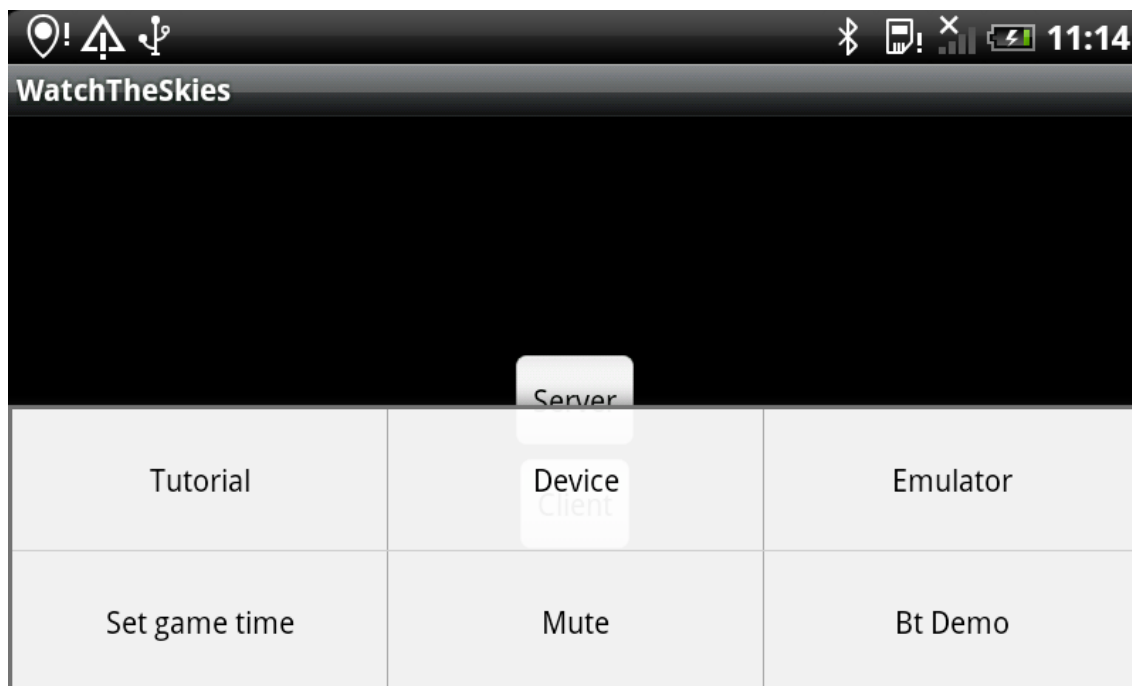 11:14
WatchTheSkies
Server
Tutorial
Device
Emulator
Client
Set game time
Mute
Bt Demo